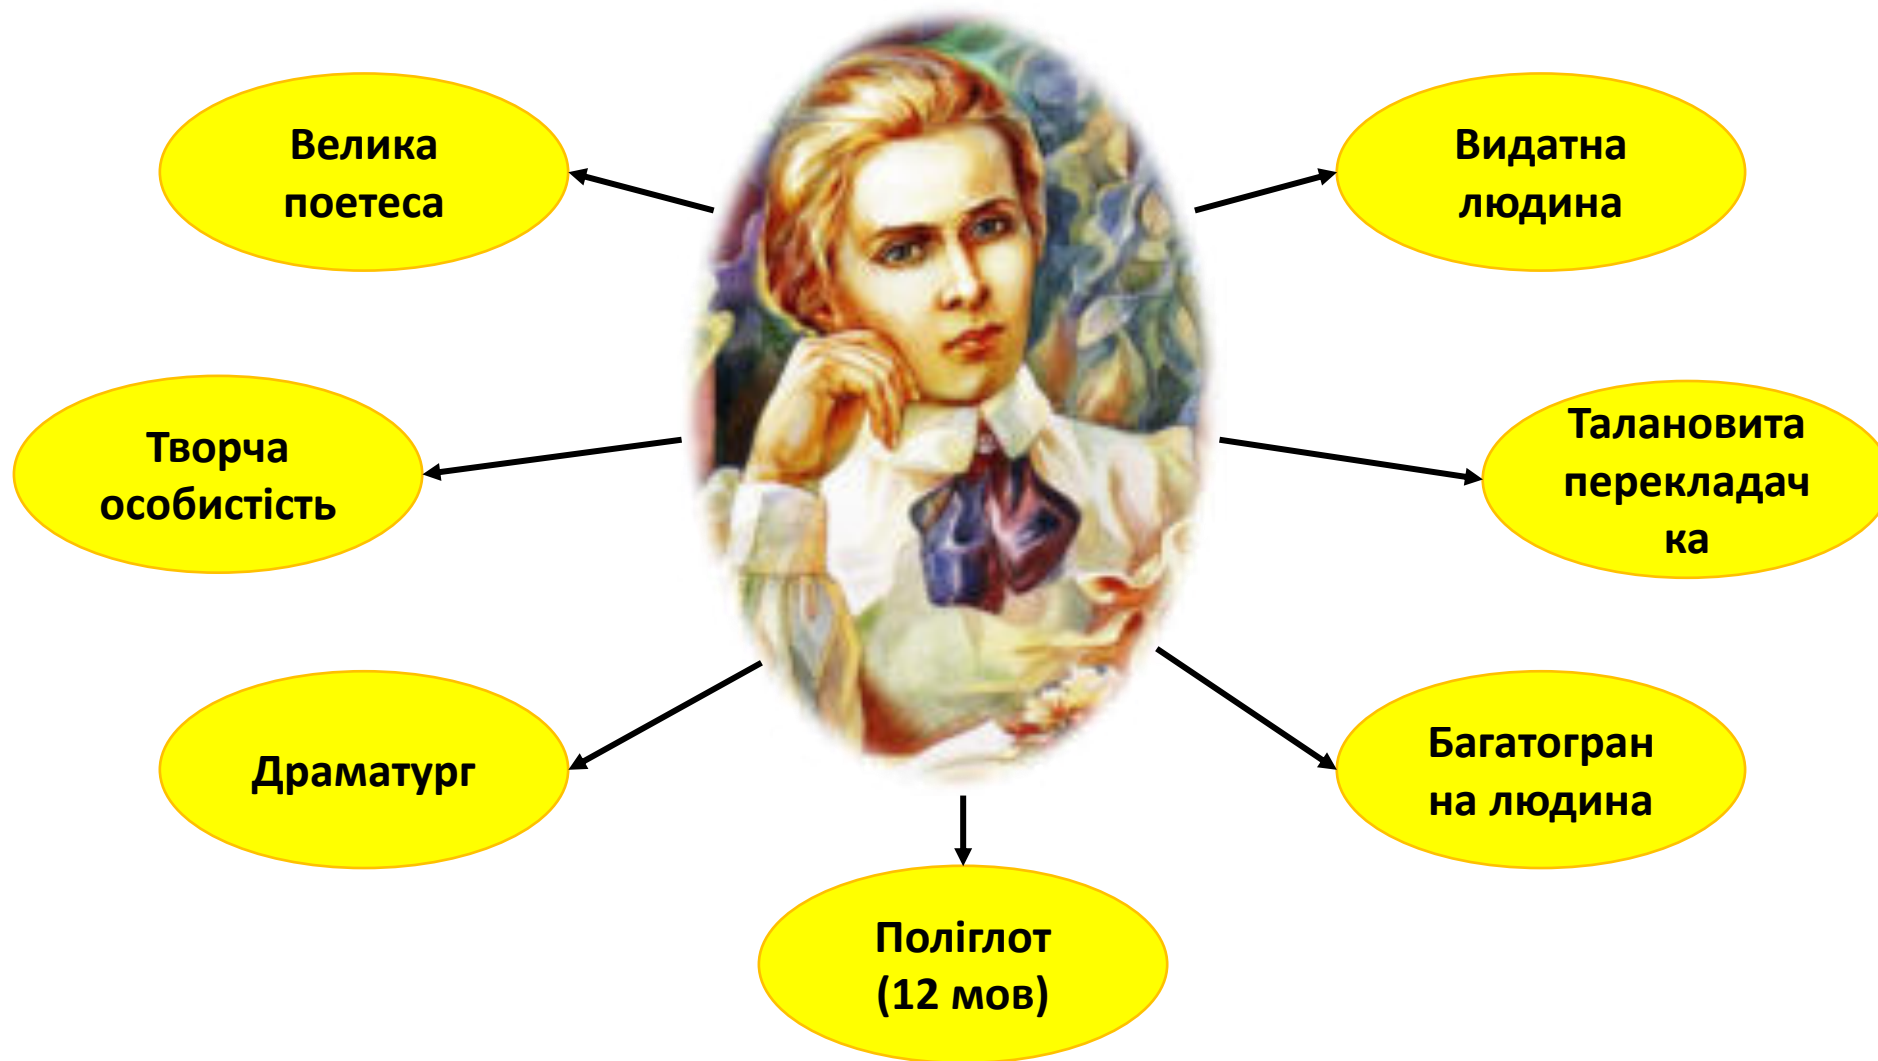 Велика
поетеса
Видатна
людина
Творча
особистість
Талановита
перекладач
ка
Драматург
Багатогран
на людина
Поліглот
(12 мов)